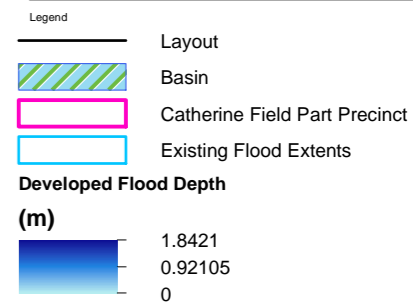 Legend
Layout
Basin
Catherine Field Part Precinct
Existing Flood Extents
Developed Flood Depth
(m)
1.8421
0.92105
0